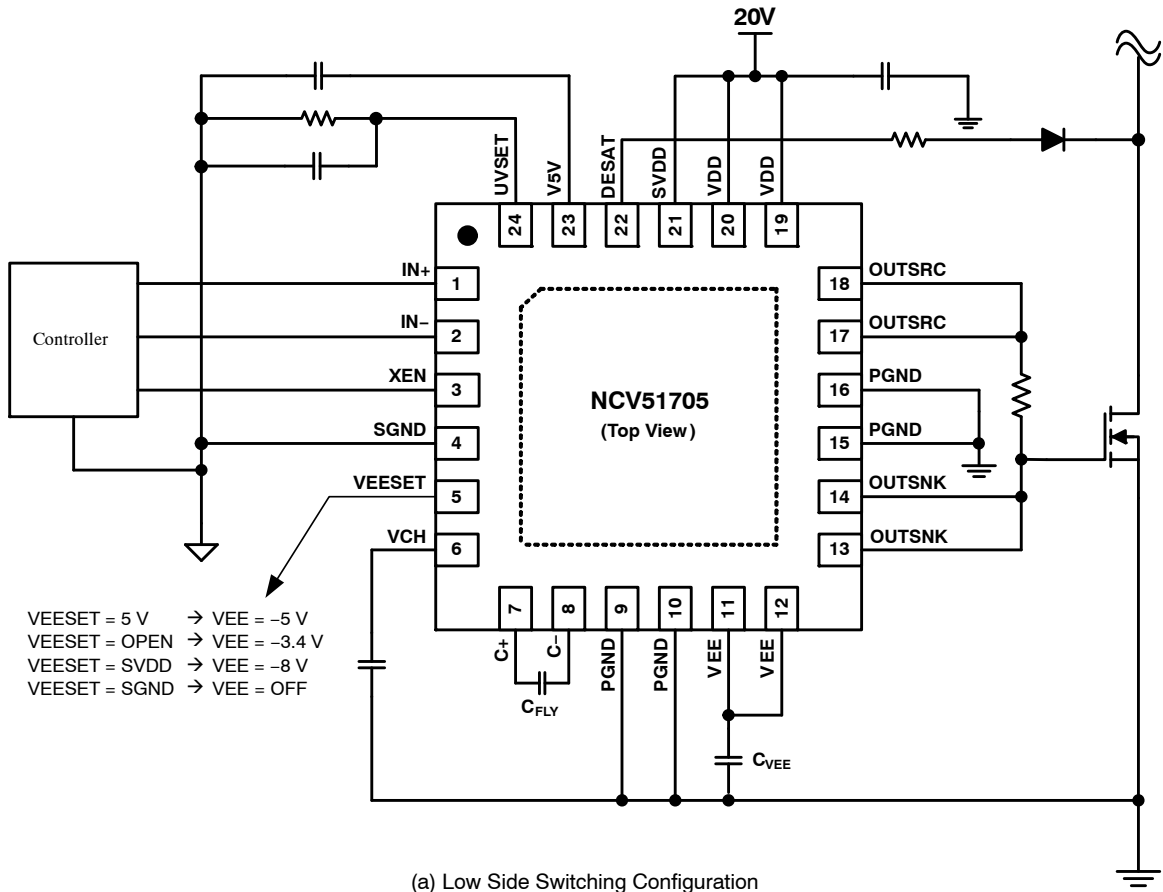 20V
UVSET
V5V
DESAT
SVDD
VDD
VDD
24
23
22
21
20
19
IN+
1
IN−
2
XEN
3
SGND
4
VEESET
5
VCH
6
Controller
NCV51705
(Top View)
18
OUTSRC
17
OUTSRC
16
PGND
15
PGND
14
OUTSNK
13
OUTSNK
7
8
9
10
11
12
C+
C−
PGND
PGND
VEE
VEE
CFLY
CVEE
VEESET = 5 V → VEE = −5 V
VEESET = OPEN → VEE = −3.4 V
VEESET = SVDD → VEE = −8 V
VEESET = SGND → VEE = OFF
(a) Low Side Switching Configuration